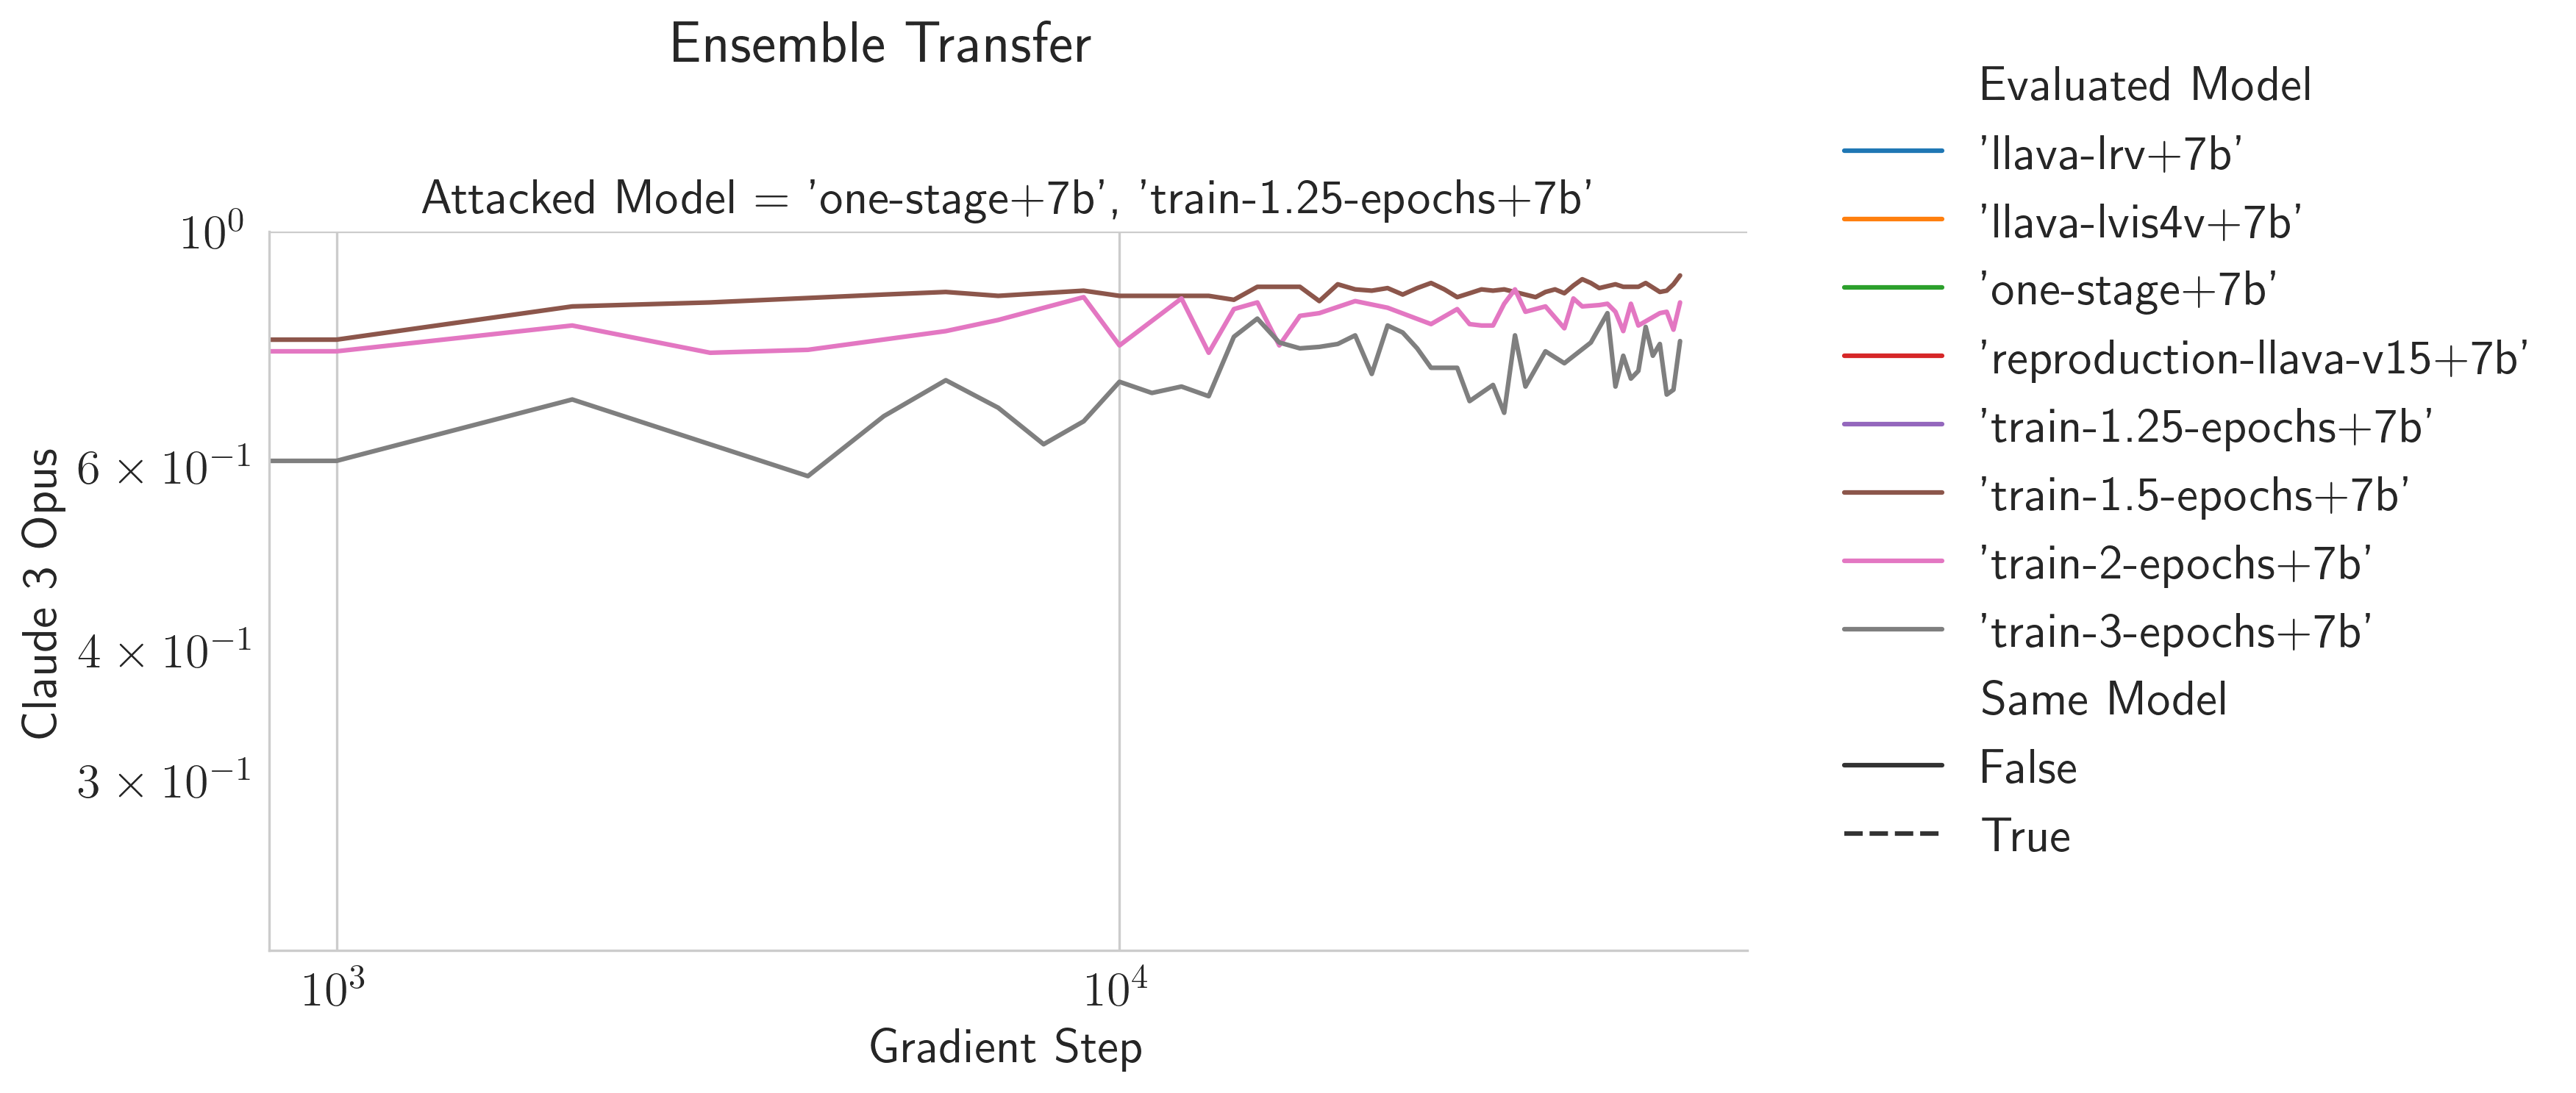 Ensemble Transfer
Attacked Model = 'one-stage+7b', 'train-1.25-epochs+7b'
10^0
6 × 10^−1
4 × 10^−1
3 × 10^−1
Claude 3 Opus
10^3
10^4
Gradient Step
Evaluated Model
'llava-lrv+7b'
'llava-lvis4v+7b'
'one-stage+7b'
'reproduction-llava-v15+7b'
'train-1.25-epochs+7b'
'train-1.5-epochs+7b'
'train-2-epochs+7b'
'train-3-epochs+7b'
Same Model
False
True